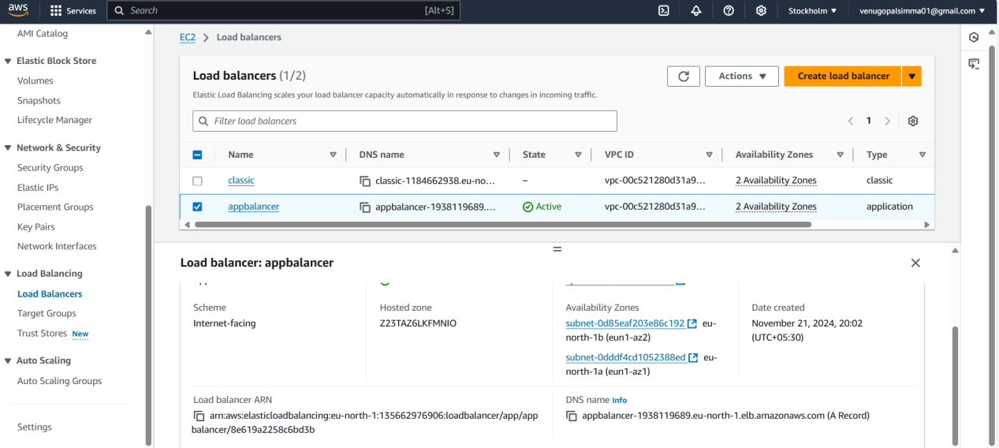 aws
Services
Search
[Alt+S]
Stockholm
venugopalsimma01@gmail.com
AMI Catalog
Elastic Block Store
Volumes
Snapshots
Lifecycle Manager
Network & Security
Security Groups
Elastic IPs
Placement Groups
Key Pairs
Network Interfaces
Load Balancing
Load Balancers
Target Groups
Trust Stores New
Auto Scaling
Auto Scaling Groups
Settings
EC2 > Load balancers
Load balancers (1/2)
Actions
Create load balancer
Elastic Load Balancing scales your load balancer capacity automatically in response to changes in incoming traffic.
Filter load balancers
1
Name DNS name State VPC ID Availability Zones Type
classic classic-1184662938.eu-no... – vpc-00c521280d31a9... 2 Availability Zones classic
appbalancer appbalancer-1938119689.... Active vpc-00c521280d31a9... 2 Availability Zones application
Load balancer: appbalancer
Scheme
Internet-facing
Hosted zone
Z23TAZ6LKFMNIO
Availability Zones
subnet-0d85eaf203e86c192 eu-
north-1b (eun1-az2)
subnet-0dddf4cd1052388ed eu-
north-1a (eun1-az1)
Date created
November 21, 2024, 20:02
(UTC+05:30)
Load balancer ARN
arn:aws:elasticloadbalancing:eu-north-1:135662976906:loadbalancer/app/app
balancer/8e619a2258c6bd3b
DNS name Info
appbalancer-1938119689.eu-north-1.elb.amazonaws.com (A Record)